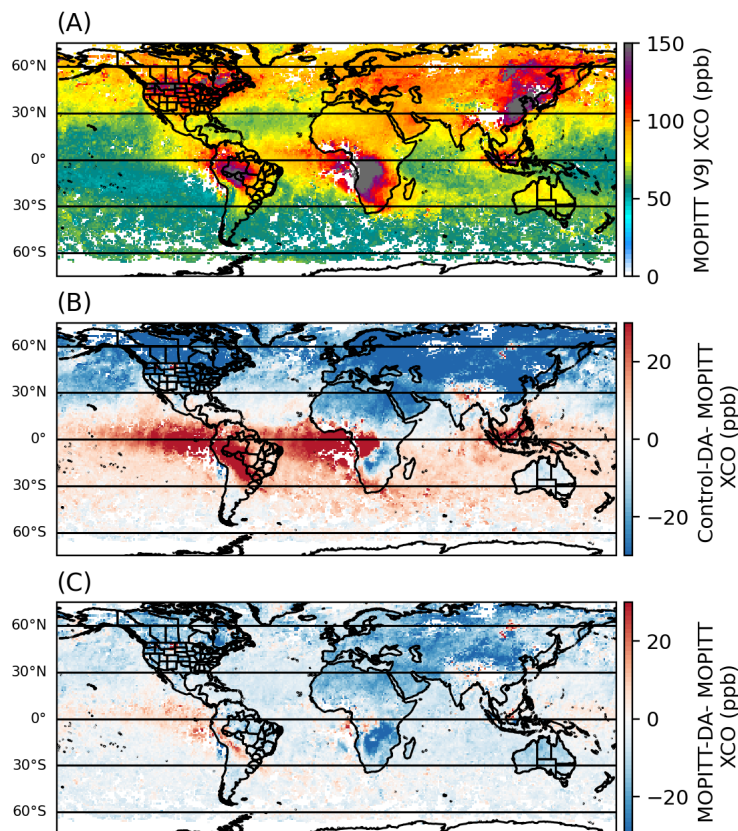 (A)
60°N
30°N
0°
30°S
60°S
150
100
50
0
MOPITT V9J XCO (ppb)
(B)
60°N
30°N
0°
30°S
60°S
20
0
−20
Control-DA- MOPITT
XCO (ppb)
(C)
60°N
30°N
0°
30°S
60°S
20
0
−20
MOPITT-DA- MOPITT
XCO (ppb)